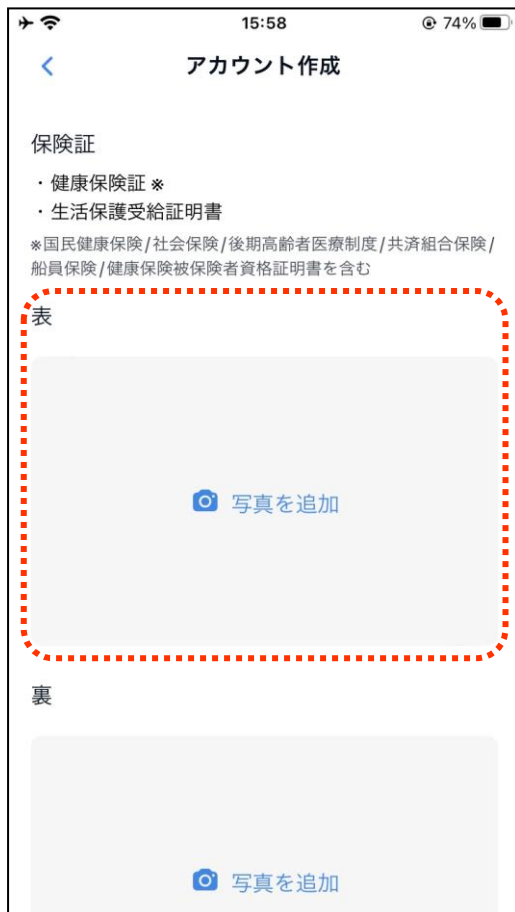 15:58
74%
アカウント作成
保険証
・健康保険証 ※
・生活保護受給証明書
※国民健康保険/社会保険/後期高齢者医療制度/共済組合保険/
船員保険/健康保険被保険者資格証明書を含む
表
写真を追加
裏
写真を追加